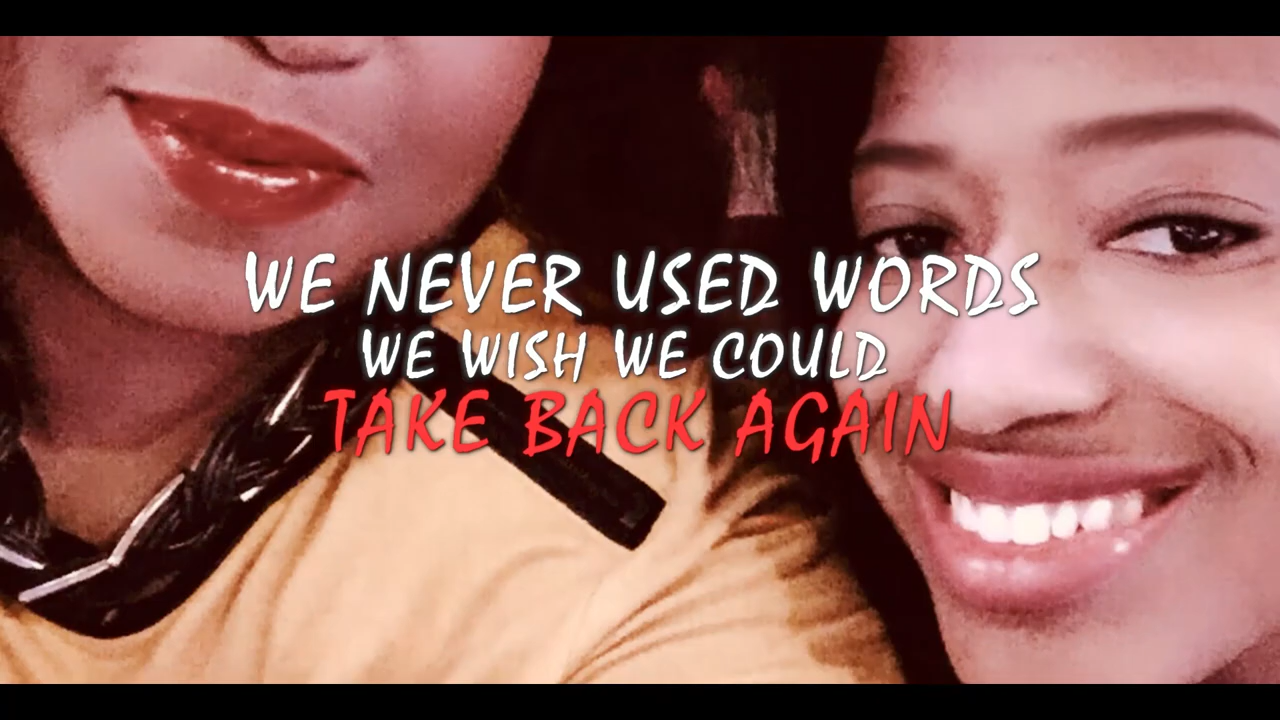 WE NEVER USED WORDS
WE WISH WE COULD
TAKE BACK AGAIN